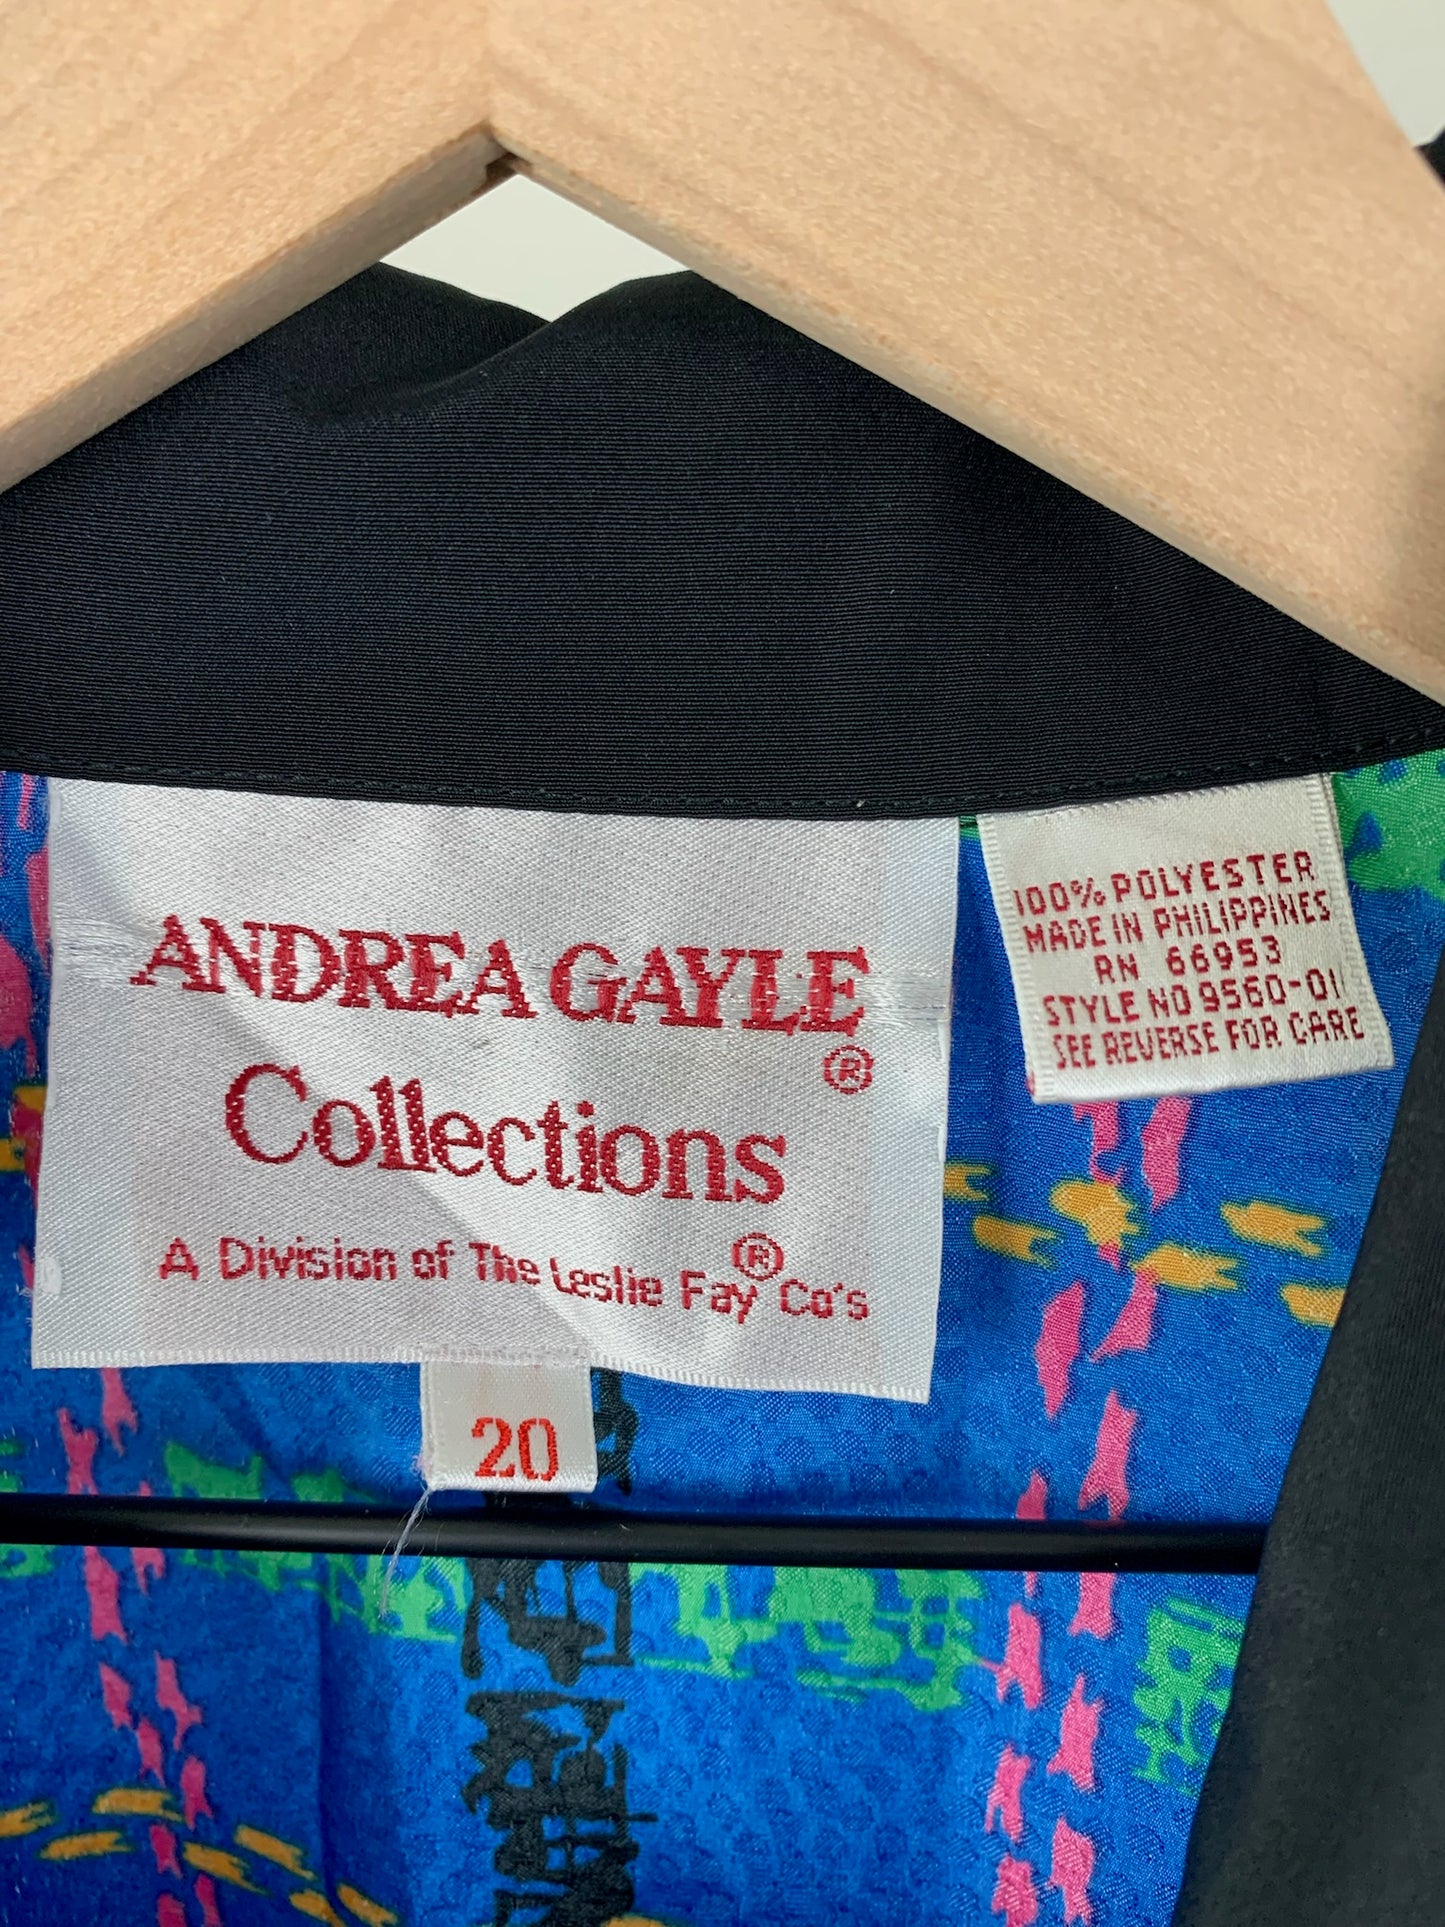 ANDREA GAYLE
®
Collections
A Division of The Leslie Fay® Co's
20
100% POLYESTER
MADE IN PHILIPPINES
RN 66953
STYLE NO 9560-01
SEE REVERSE FOR CARE